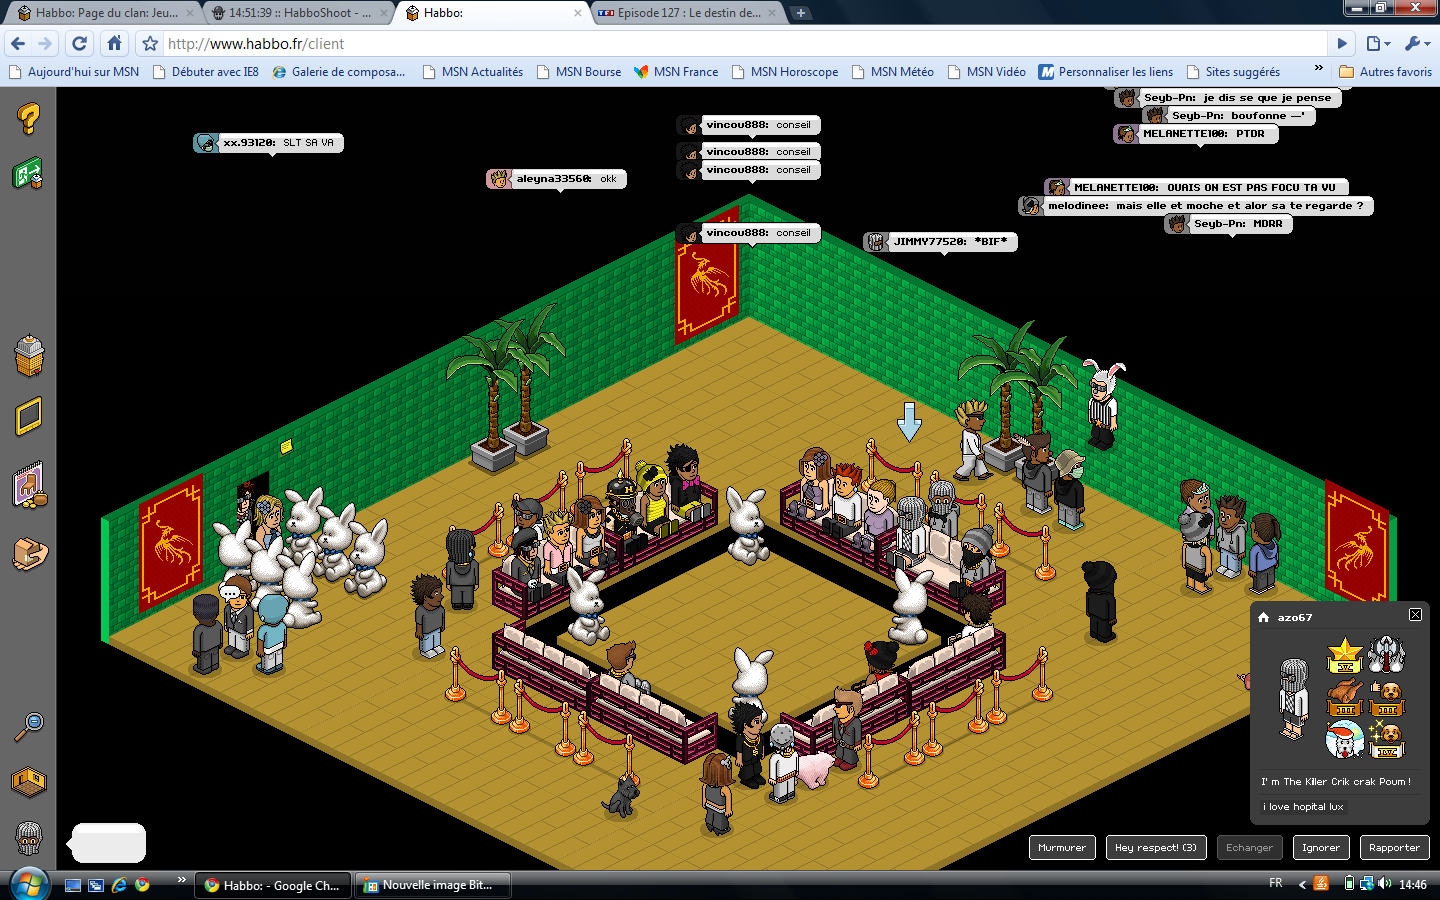 Habbo: Page du clan: Jeu...
14:51:39 :: HabboShoot - ...
Habbo:
TF1 Episode 127 : Le destin de...
http://www.habbo.fr/client
Aujourd'hui sur MSN
Débuter avec IE8
Galerie de composa...
MSN Actualités
MSN Bourse
MSN France
MSN Horoscope
MSN Météo
MSN Vidéo
Personnaliser les liens
Sites suggérés
»
Autres favoris
Seyb-Pn: je dis se que je pense
Seyb-Pn: boufonne —'
MELANETTE100: PTDR
vincou888: conseil
xx.93120: SLT SA VA
vincou888: conseil
vincou888: conseil
aleyna33560: okk
MELANETTE100: OUAIS ON EST PAS FOCU TA VU
melodinee: mais elle et moche et alor sa te regarde ?
Seyb-Pn: MDRR
vincou888: conseil
JIMMY77520: *BIF*
azo67
I' m The Killer Crik crak Poum !
i love hopital lux
Murmurer
Hey respect! (3)
Echanger
Ignorer
Rapporter
»
Habbo: - Google Ch...
Nouvelle image Bit...
FR
<
14:46